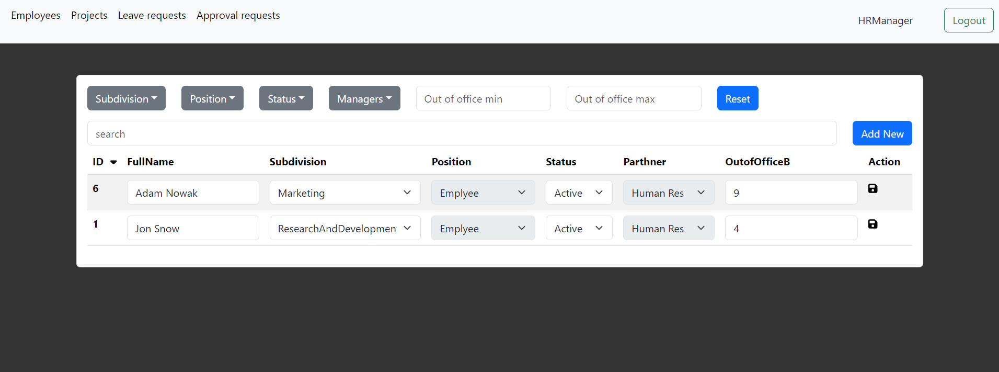 Employees Projects Leave requests Approval requests HRManager Logout
Subdivision Position Status Managers Out of office min Out of office max Reset
search Add New
ID FullName Subdivision Position Status Parthner OutofOfficeB Action
6 Adam Nowak Marketing Emplyee Active Human Res 9
1 Jon Snow ResearchAndDevelopmen Emplyee Active Human Res 4